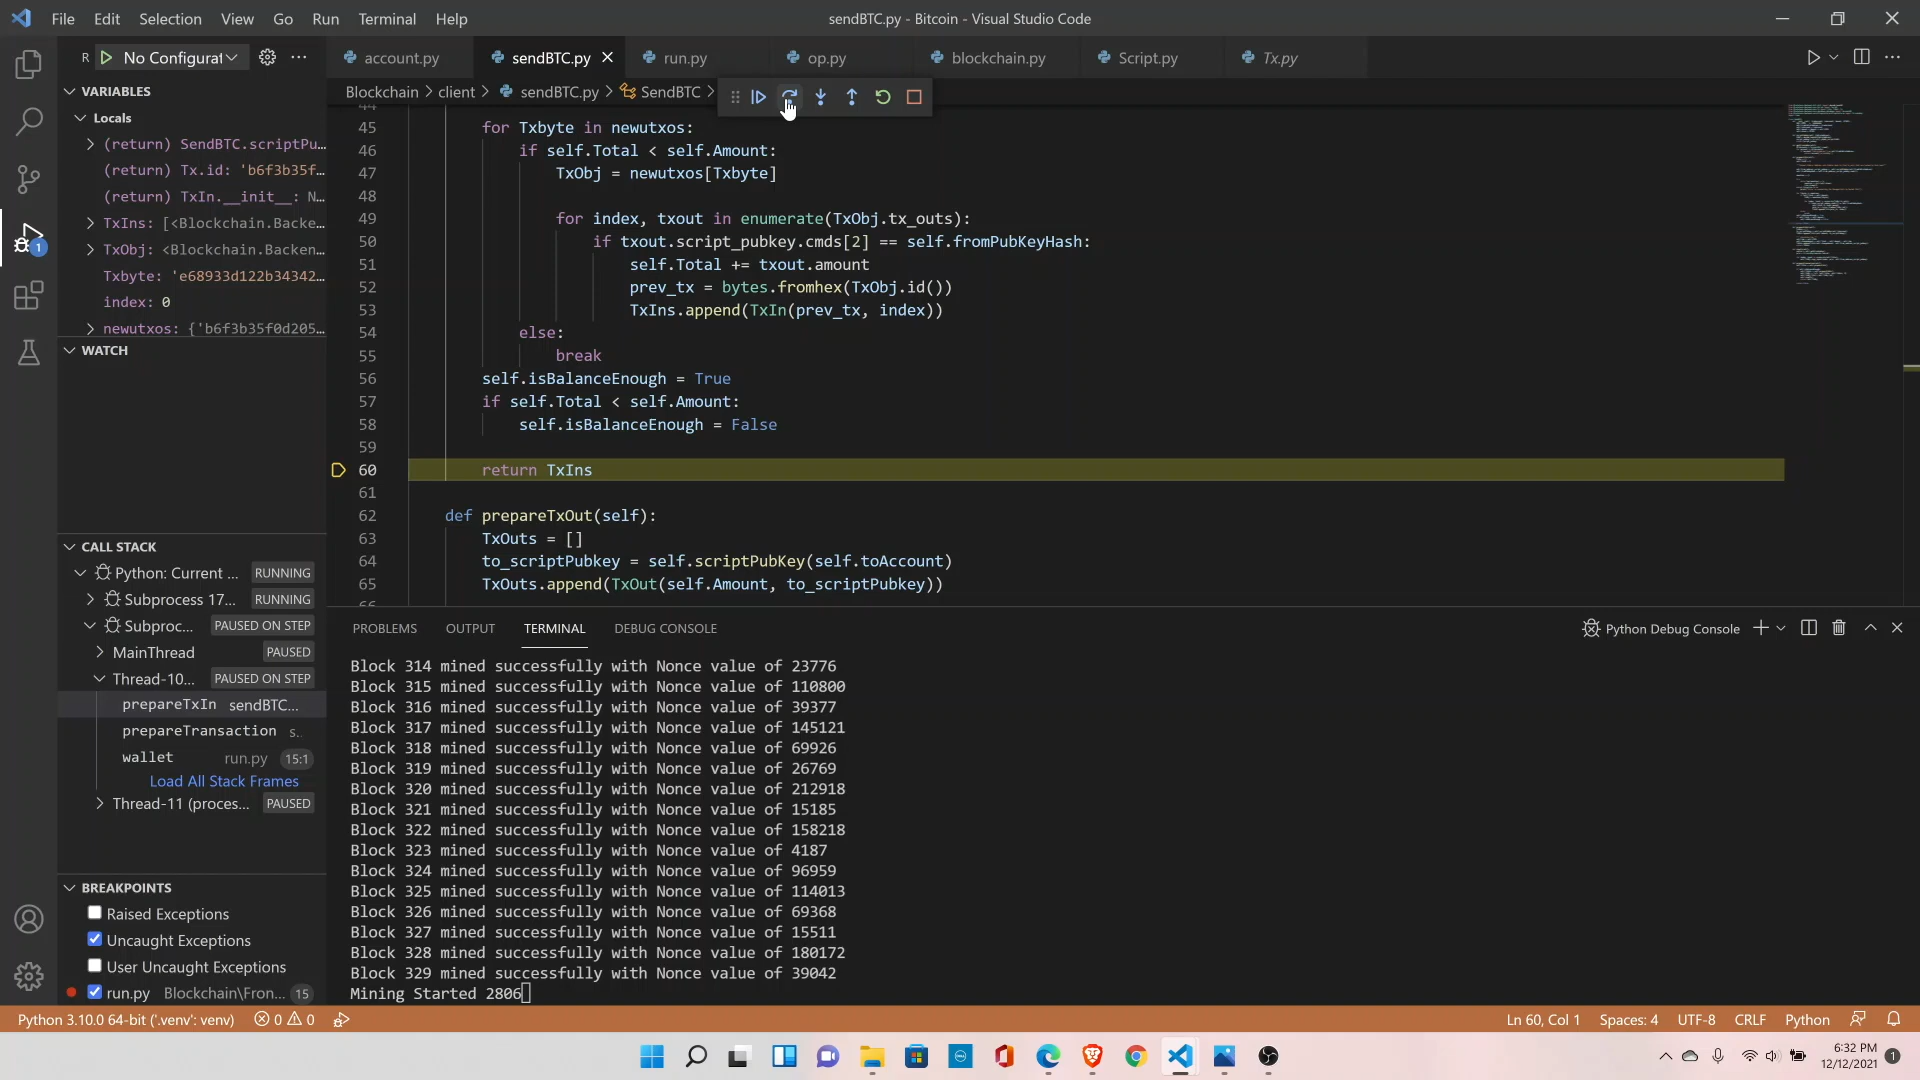 File Edit Selection View Go Run Terminal Help
sendBTC.py - Bitcoin - Visual Studio Code
R No Configurat
account.py sendBTC.py run.py op.py blockchain.py Script.py Tx.py
Blockchain > client > sendBTC.py > SendBTC >
VARIABLES
Locals
(return) SendBTC.scriptPu...
(return) Tx.id: 'b6f3b35f...
(return) TxIn.__init__: N...
TxIns: [<Blockchain.Backe...
TxObj: <Blockchain.Backen...
Txbyte: 'e68933d122b34342...
index: 0
newutxos: {'b6f3b35f0d205...
WATCH
CALL STACK
Python: Current ... RUNNING
Subprocess 17... RUNNING
Subproc... PAUSED ON STEP
MainThread PAUSED
Thread-10... PAUSED ON STEP
prepareTxIn sendBTC...
prepareTransaction s..
wallet run.py 15:1
Load All Stack Frames
Thread-11 (proces... PAUSED
BREAKPOINTS
Raised Exceptions
Uncaught Exceptions
User Uncaught Exceptions
run.py Blockchain\Fron... 15
1
44
45 for Txbyte in newutxos:
46 if self.Total < self.Amount:
47 TxObj = newutxos[Txbyte]
48
49 for index, txout in enumerate(TxObj.tx_outs):
50 if txout.script_pubkey.cmds[2] == self.fromPubKeyHash:
51 self.Total += txout.amount
52 prev_tx = bytes.fromhex(TxObj.id())
53 TxIns.append(TxIn(prev_tx, index))
54 else:
55 break
56 self.isBalanceEnough = True
57 if self.Total < self.Amount:
58 self.isBalanceEnough = False
59
60 return TxIns
61
62 def prepareTxOut(self):
63 TxOuts = []
64 to_scriptPubkey = self.scriptPubKey(self.toAccount)
65 TxOuts.append(TxOut(self.Amount, to_scriptPubkey))
66
PROBLEMS OUTPUT TERMINAL DEBUG CONSOLE
Python Debug Console
Block 314 mined successfully with Nonce value of 23776
Block 315 mined successfully with Nonce value of 110800
Block 316 mined successfully with Nonce value of 39377
Block 317 mined successfully with Nonce value of 145121
Block 318 mined successfully with Nonce value of 69926
Block 319 mined successfully with Nonce value of 26769
Block 320 mined successfully with Nonce value of 212918
Block 321 mined successfully with Nonce value of 15185
Block 322 mined successfully with Nonce value of 158218
Block 323 mined successfully with Nonce value of 4187
Block 324 mined successfully with Nonce value of 96959
Block 325 mined successfully with Nonce value of 114013
Block 326 mined successfully with Nonce value of 69368
Block 327 mined successfully with Nonce value of 15511
Block 328 mined successfully with Nonce value of 180172
Block 329 mined successfully with Nonce value of 39042
Mining Started 2806
Python 3.10.0 64-bit ('.venv': venv) 0 0
Ln 60, Col 1 Spaces: 4 UTF-8 CRLF Python
6:32 PM
12/12/2021
1